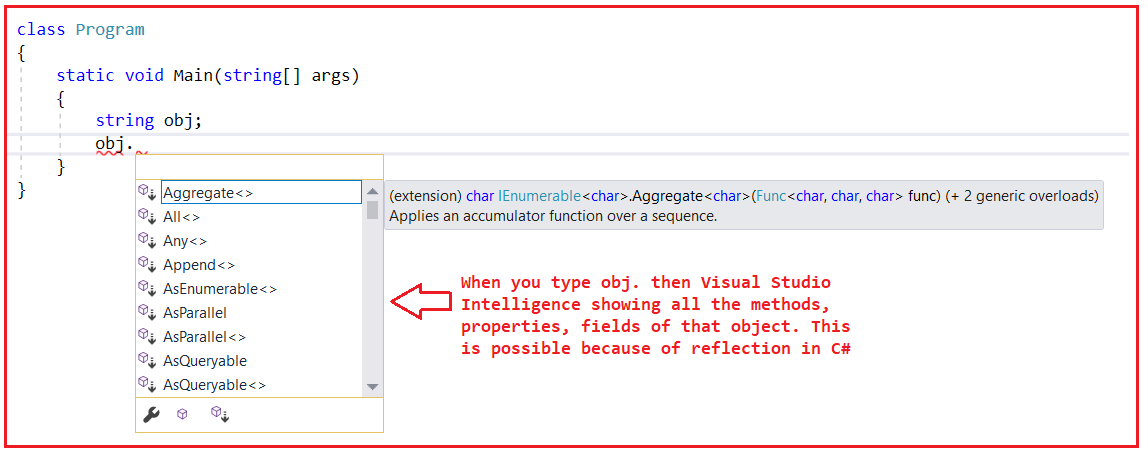 class Program
{
static void Main(string[] args)
{
string obj;
obj.
}
}
Aggregate<>
All<>
Any<>
Append<>
AsEnumerable<>
AsParallel
AsParallel<>
AsQueryable
AsQueryable<>
(extension) char IEnumerable<char>.Aggregate<char>(Func<char, char, char> func) (+ 2 generic overloads)
Applies an accumulator function over a sequence.
When you type obj. then Visual Studio
Intelligence showing all the methods,
properties, fields of that object. This
is possible because of reflection in C#